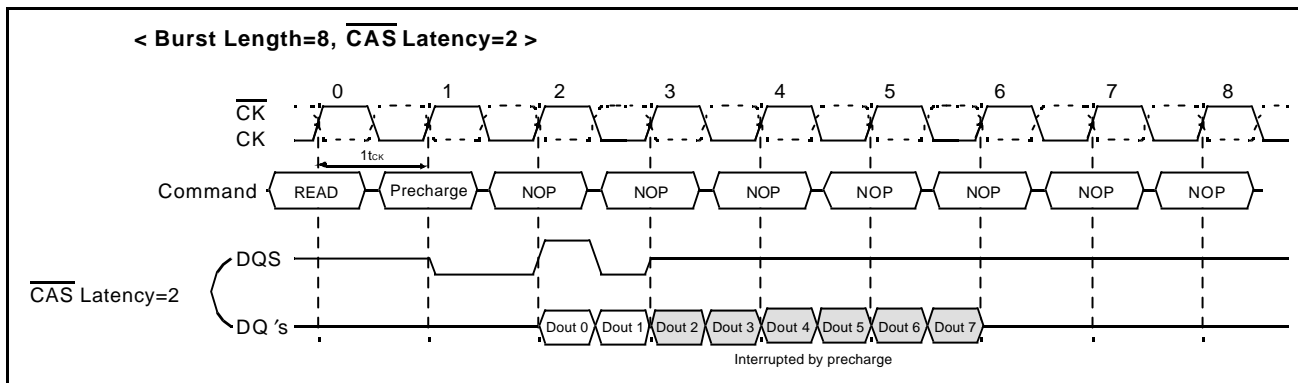 < Burst Length=8, CAS Latency=2 >
0 1 2 3 4 5 6 7 8
CK
CK
1tCK
Command READ Precharge NOP NOP NOP NOP NOP NOP NOP
DQS
CAS Latency=2
DQ 's Dout 0 Dout 1 Dout 2 Dout 3 Dout 4 Dout 5 Dout 6 Dout 7
Interrupted by precharge